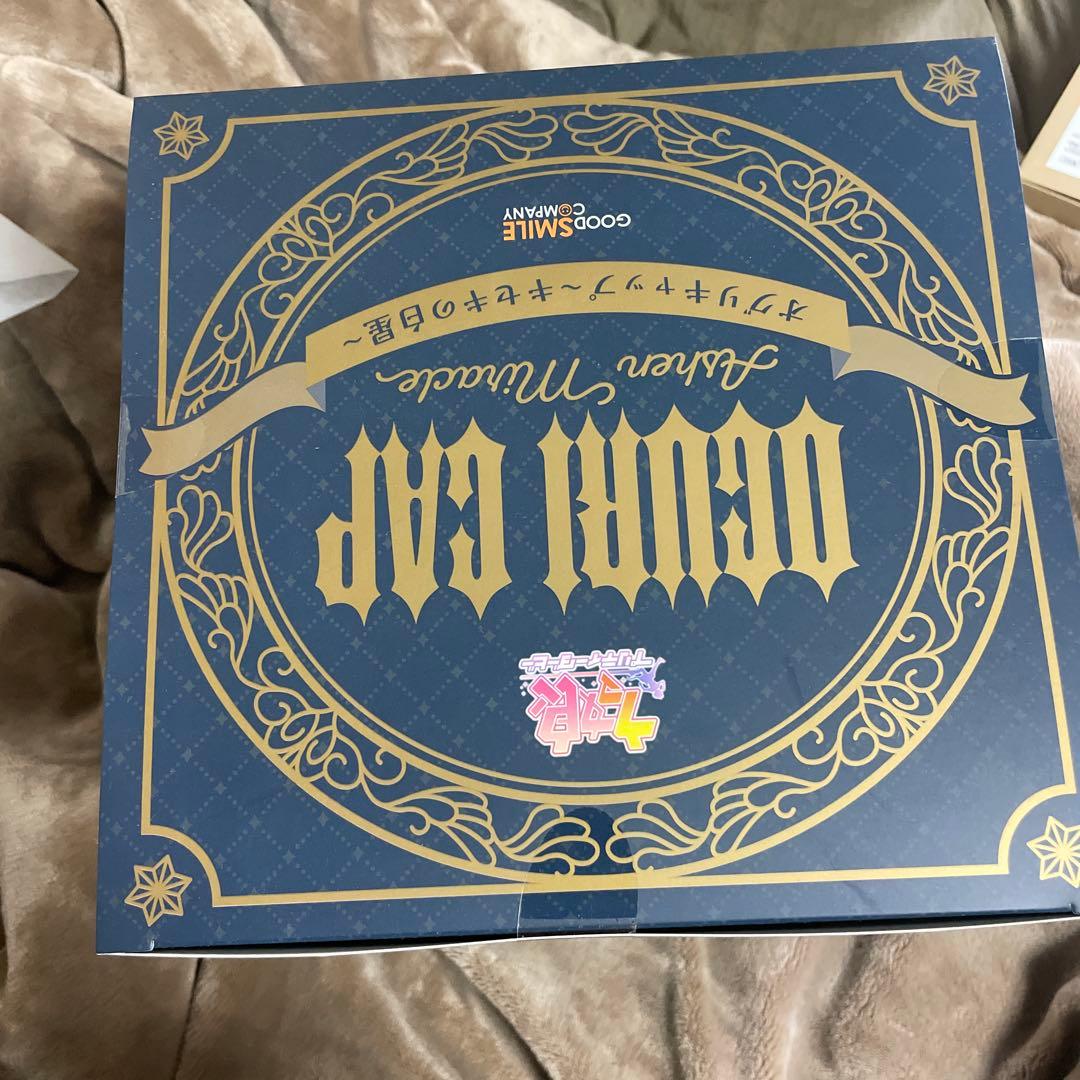 ウマ娘
プリティーダービー
OGURI CAP
Ashen Miracle
オグリキャップ～キセキの白星～
GOOD
SMILE
COMPANY